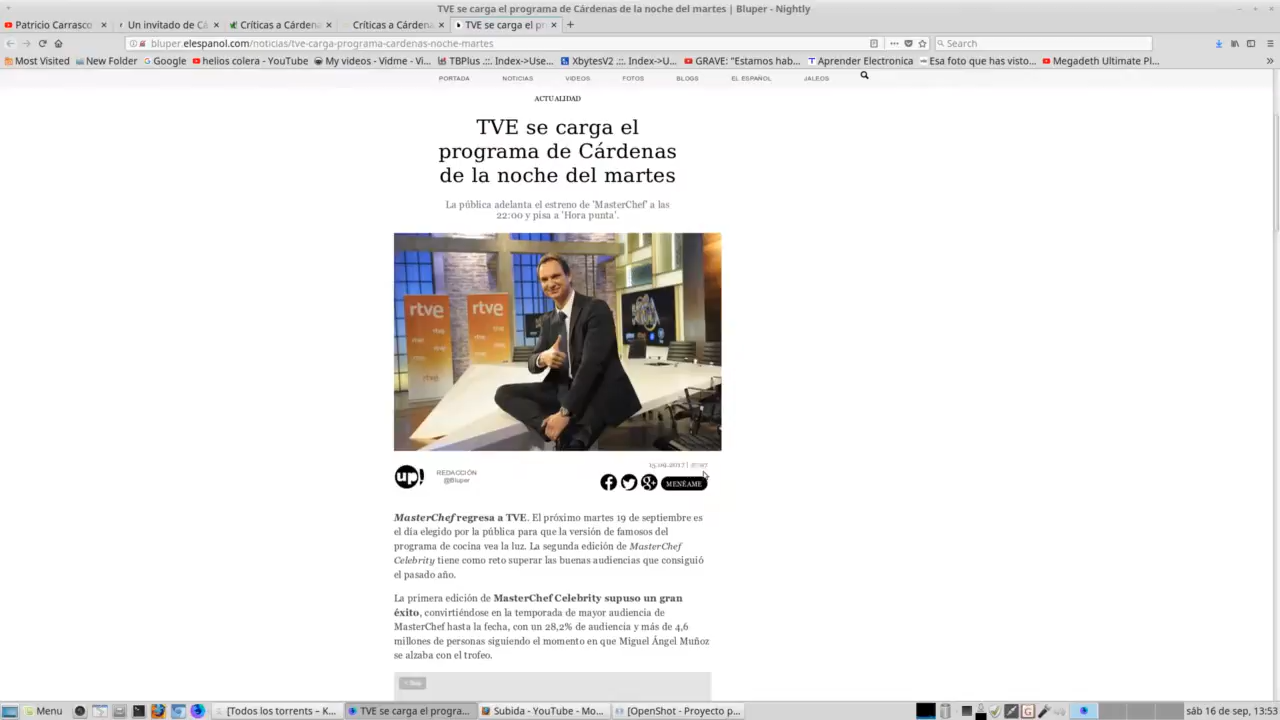 TVE se carga el programa de Cárdenas de la noche del martes | Bluper - Nightly
Patricio Carrasco
Un invitado de C
Críticas a Cárdena
Críticas a Cárdena
TVE se carga el pr
bluper.elespanol.com/noticias/tve-carga-programa-cardenas-noche-martes
Search
Most Visited New Folder Google helios colera - YouTube My videos - Vidme - Vi... TBPlus .::. Index->Use... XbytesV2 .::. Index->U... GRAVE: "Estamos hab... Aprender Electronica Esa foto que has visto... Megadeth Ultimate Pl...
PORTADA NOTICIAS VIDEOS FOTOS BLOGS EL ESPAÑOL JALEOS
ACTUALIDAD
TVE se carga el
programa de Cárdenas
de la noche del martes
La pública adelanta el estreno de 'MasterChef' a las
22:00 y pisa a 'Hora punta'.
rtve
rtve
rtve
15.09.2017 |
up!
REDACCIÓN
@Bluper
MENÉAME
MasterChef regresa a TVE. El próximo martes 19 de septiembre es
el día elegido por la pública para que la versión de famosos del
programa de cocina vea la luz. La segunda edición de MasterChef
Celebrity tiene como reto superar las buenas audiencias que consiguió
el pasado año.
La primera edición de MasterChef Celebrity supuso un gran
éxito, convirtiéndose en la temporada de mayor audiencia de
MasterChef hasta la fecha, con un 28,2% de audiencia y más de 4,6
millones de personas siguiendo el momento en que Miguel Ángel Muñoz
se alzaba con el trofeo.
Menu [Todos los torrents – K... TVE se carga el progra... Subida - YouTube - Mo... [OpenShot - Proyecto p... sáb 16 de sep, 13:53